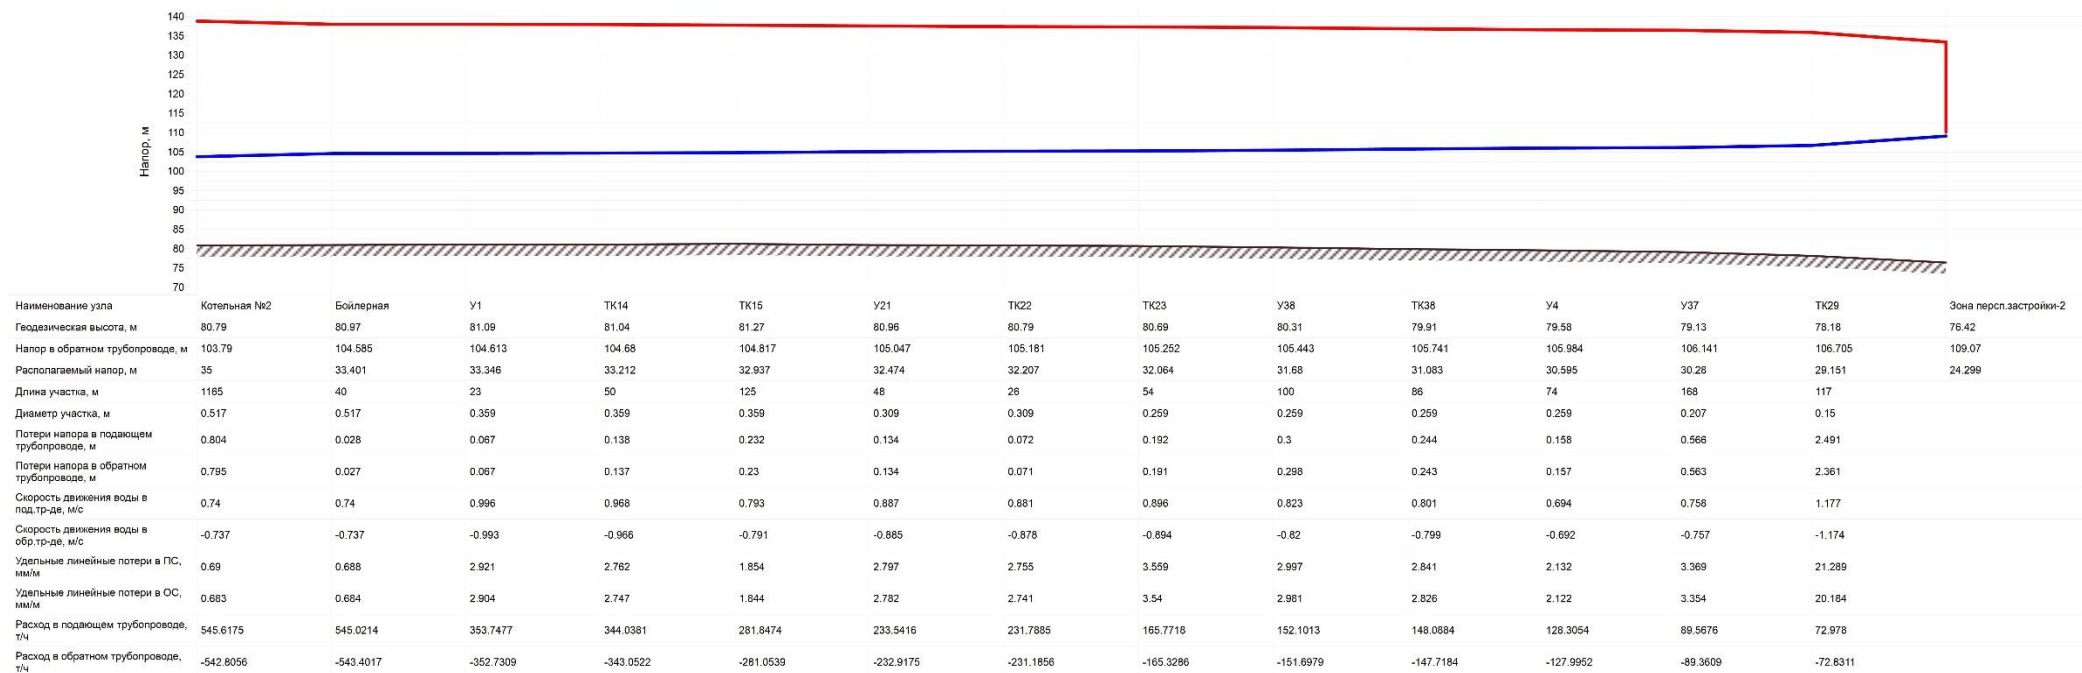 140
135
130
125
120
115
110
105
100
95
90
85
80
75
70
Напор, м
Наименование узла Котельная №2 Бойлерная У1 ТК14 ТК15 У21 ТК22 ТК23 У38 ТК38 У4 У37 ТК29 Зона персп.застройки-2
Геодезическая высота, м 80.79 80.97 81.09 81.04 81.27 80.96 80.79 80.69 80.31 79.91 79.58 79.13 78.18 76.42
Напор в обратном трубопроводе, м 103.79 104.585 104.613 104.68 104.817 105.047 105.181 105.252 105.443 105.741 105.984 106.141 106.705 109.07
Располагаемый напор, м 35 33.401 33.346 33.212 32.937 32.474 32.207 32.064 31.68 31.083 30.595 30.28 29.151 24.299
Длина участка, м 1165 40 23 50 125 48 26 54 100 86 74 168 117
Диаметр участка, м 0.517 0.517 0.359 0.359 0.359 0.309 0.309 0.259 0.259 0.259 0.259 0.207 0.15
Потери напора в подающем
трубопроводе, м 0.804 0.028 0.067 0.138 0.232 0.134 0.072 0.192 0.3 0.244 0.158 0.566 2.491
Потери напора в обратном
трубопроводе, м 0.795 0.027 0.067 0.137 0.23 0.134 0.071 0.191 0.298 0.243 0.157 0.563 2.361
Скорость движения воды в
под.тр-де, м/с 0.74 0.74 0.996 0.968 0.793 0.887 0.881 0.896 0.823 0.801 0.694 0.758 1.177
Скорость движения воды в
обр.тр-де, м/с -0.737 -0.737 -0.993 -0.966 -0.791 -0.885 -0.878 -0.894 -0.82 -0.799 -0.692 -0.757 -1.174
Удельные линейные потери в ПС,
мм/м 0.69 0.688 2.921 2.762 1.854 2.797 2.755 3.559 2.997 2.841 2.132 3.369 21.289
Удельные линейные потери в ОС,
мм/м 0.683 0.684 2.904 2.747 1.844 2.782 2.741 3.54 2.981 2.826 2.122 3.354 20.184
Расход в подающем трубопроводе,
т/ч 545.6175 545.0214 353.7477 344.0381 281.8474 233.5416 231.7885 165.7718 152.1013 148.0884 128.3054 89.5676 72.978
Расход в обратном трубопроводе,
т/ч -542.8056 -543.4017 -352.7309 -343.0522 -281.0539 -232.9175 -231.1856 -165.3286 -151.6979 -147.7184 -127.9952 -89.3609 -72.8311